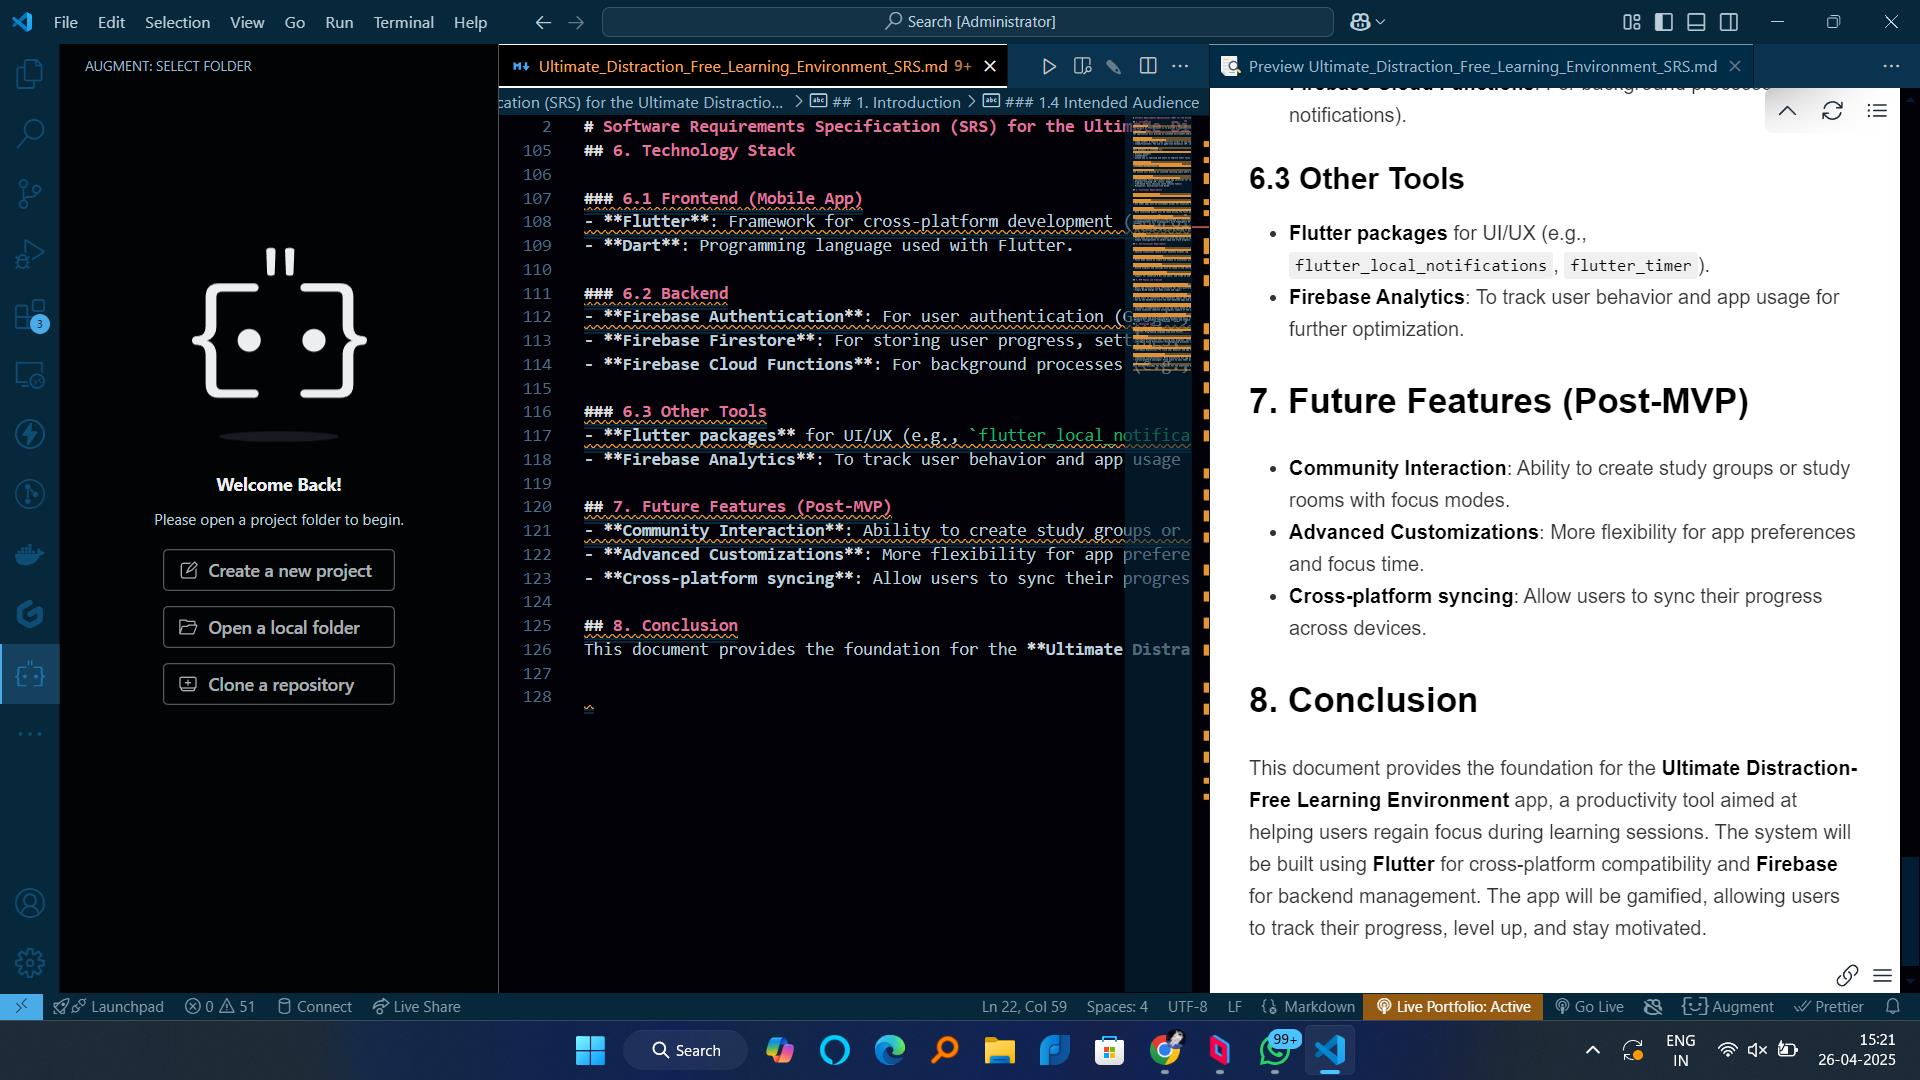 File Edit Selection View Go Run Terminal Help
Search [Administrator]
AUGMENT: SELECT FOLDER
Welcome Back!
Please open a project folder to begin.
Create a new project
Open a local folder
Clone a repository
3
Ultimate_Distraction_Free_Learning_Environment_SRS.md 9+
cation (SRS) for the Ultimate Distractio... > ## 1. Introduction > ### 1.4 Intended Audience
2 # Software Requirements Specification (SRS) for the Ultimate Di
105 ## 6. Technology Stack
106
107 ### 6.1 Frontend (Mobile App)
108 - **Flutter**: Framework for cross-platform development (
109 - **Dart**: Programming language used with Flutter.
110
111 ### 6.2 Backend
112 - **Firebase Authentication**: For user authentication (G
113 - **Firebase Firestore**: For storing user progress, sett
114 - **Firebase Cloud Functions**: For background processes (e.g.,
115
116 ### 6.3 Other Tools
117 - **Flutter packages** for UI/UX (e.g., `flutter_local_notifica
118 - **Firebase Analytics**: To track user behavior and app usage
119
120 ## 7. Future Features (Post-MVP)
121 - **Community Interaction**: Ability to create study groups or
122 - **Advanced Customizations**: More flexibility for app prefere
123 - **Cross-platform syncing**: Allow users to sync their progres
124
125 ## 8. Conclusion
126 This document provides the foundation for the **Ultimate Distra
127
128
Preview Ultimate_Distraction_Free_Learning_Environment_SRS.md
Firebase Cloud Functions: For background processes
notifications).
6.3 Other Tools
• Flutter packages for UI/UX (e.g.,
flutter_local_notifications, flutter_timer).
• Firebase Analytics: To track user behavior and app usage for
further optimization.
7. Future Features (Post-MVP)
• Community Interaction: Ability to create study groups or study
rooms with focus modes.
• Advanced Customizations: More flexibility for app preferences
and focus time.
• Cross-platform syncing: Allow users to sync their progress
across devices.
8. Conclusion
This document provides the foundation for the Ultimate Distraction-
Free Learning Environment app, a productivity tool aimed at
helping users regain focus during learning sessions. The system will
be built using Flutter for cross-platform compatibility and Firebase
for backend management. The app will be gamified, allowing users
to track their progress, level up, and stay motivated.
Launchpad 0 51 Connect Live Share
Ln 22, Col 59 Spaces: 4 UTF-8 LF Markdown Live Portfolio: Active Go Live Augment Prettier
Search
99+
ENG
IN
15:21
26-04-2025